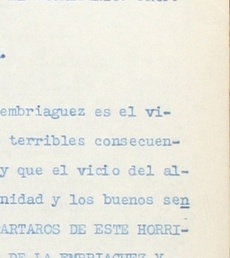 embriaguez es el vi-
terribles consecuen-
y que el vicio del al-
nidad y los buenos sen
ARTAROS DE ESTE HORRI-
DE LA EMBRIAGUEZ Y